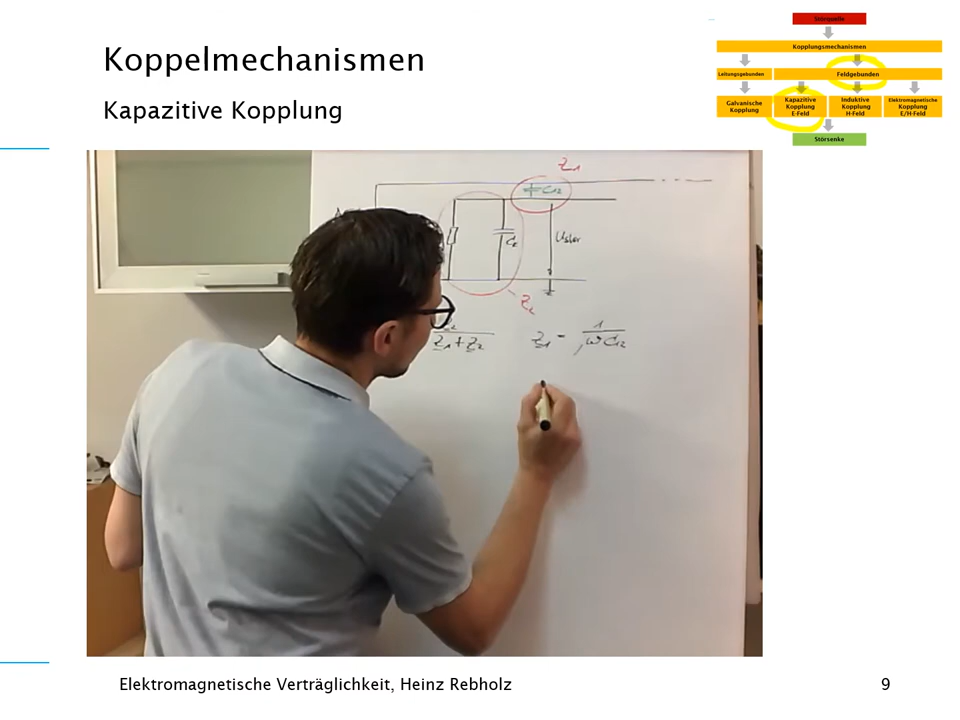 Koppelmechanismen
Kapazitive Kopplung
Störquelle
Kopplungsmechanismen
Leitungsgebunden
Feldgebunden
Galvanische
Kopplung
Kapazitive
Kopplung
E-Feld
Induktive
Kopplung
H-Feld
Elektromagnetische
Kopplung
E/H-Feld
Störsenke
Z1
C12
C2
Ustör
Z2
Z1+Z2
Z1 = 1
jωC12
Elektromagnetische Verträglichkeit, Heinz Rebholz
9